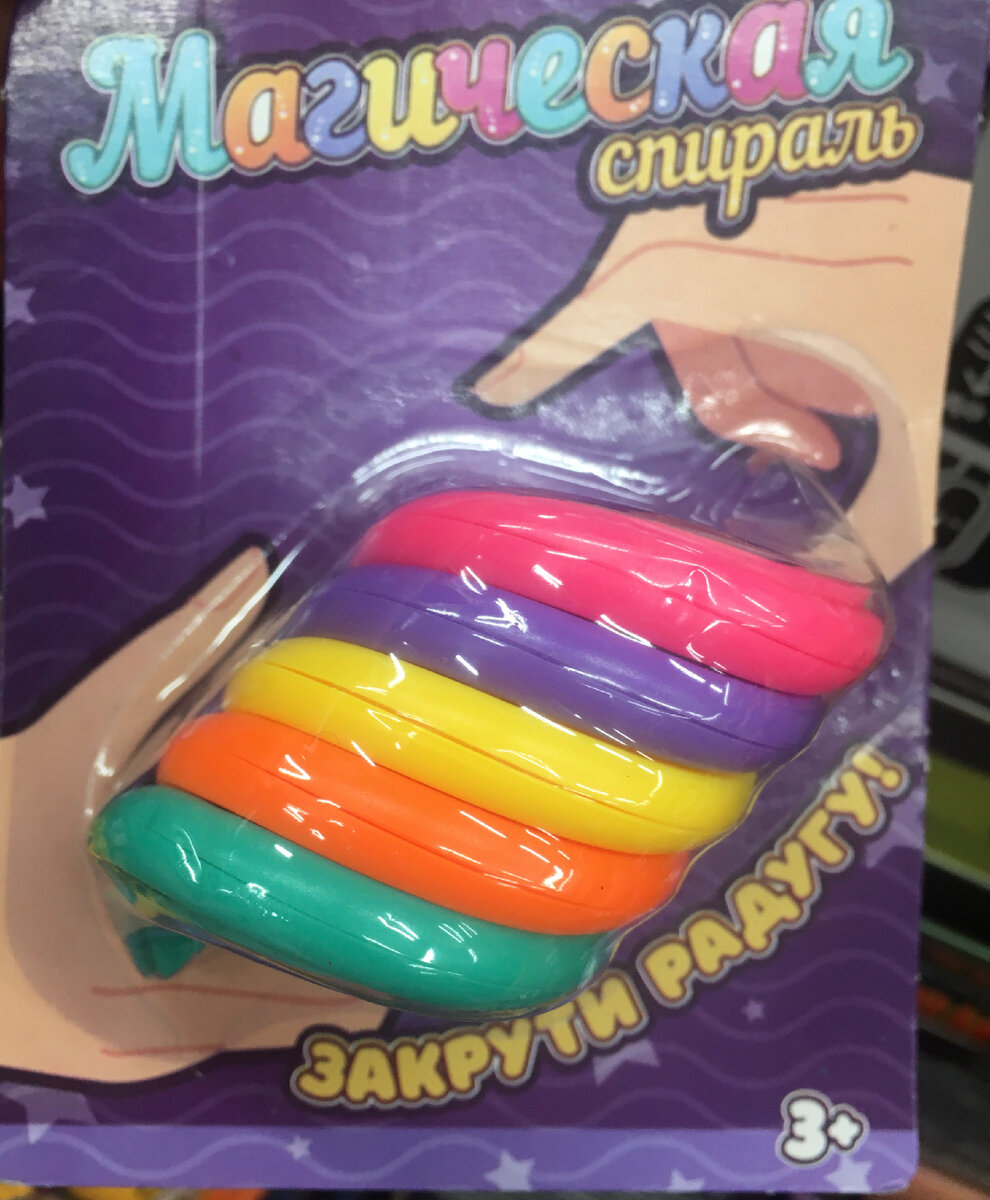 Магическая
спираль
ЗАКРУТИ РАДУГУ!
3+